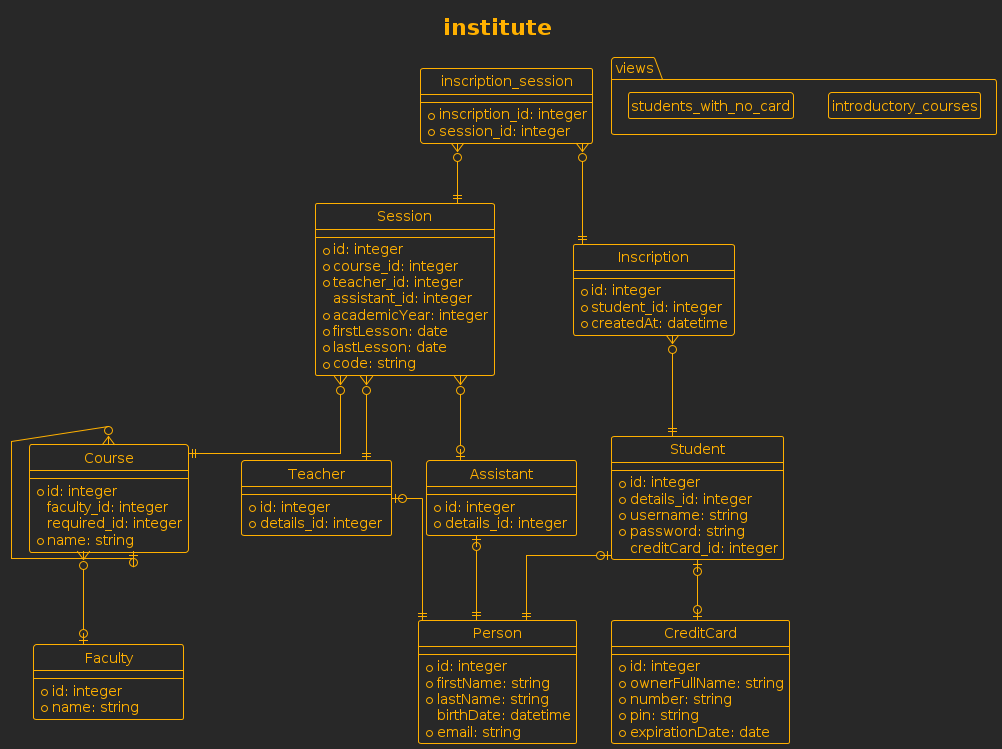 institute
inscription_session
inscription_id: integer
session_id: integer
views
students_with_no_card
introductory_courses
Session
id: integer
course_id: integer
teacher_id: integer
assistant_id: integer
academicYear: integer
firstLesson: date
lastLesson: date
code: string
Inscription
id: integer
student_id: integer
createdAt: datetime
Course
id: integer
faculty_id: integer
required_id: integer
name: string
Teacher
id: integer
details_id: integer
Assistant
id: integer
details_id: integer
Student
id: integer
details_id: integer
username: string
password: string
creditCard_id: integer
Faculty
id: integer
name: string
Person
id: integer
firstName: string
lastName: string
birthDate: datetime
email: string
CreditCard
id: integer
ownerFullName: string
number: string
pin: string
expirationDate: date